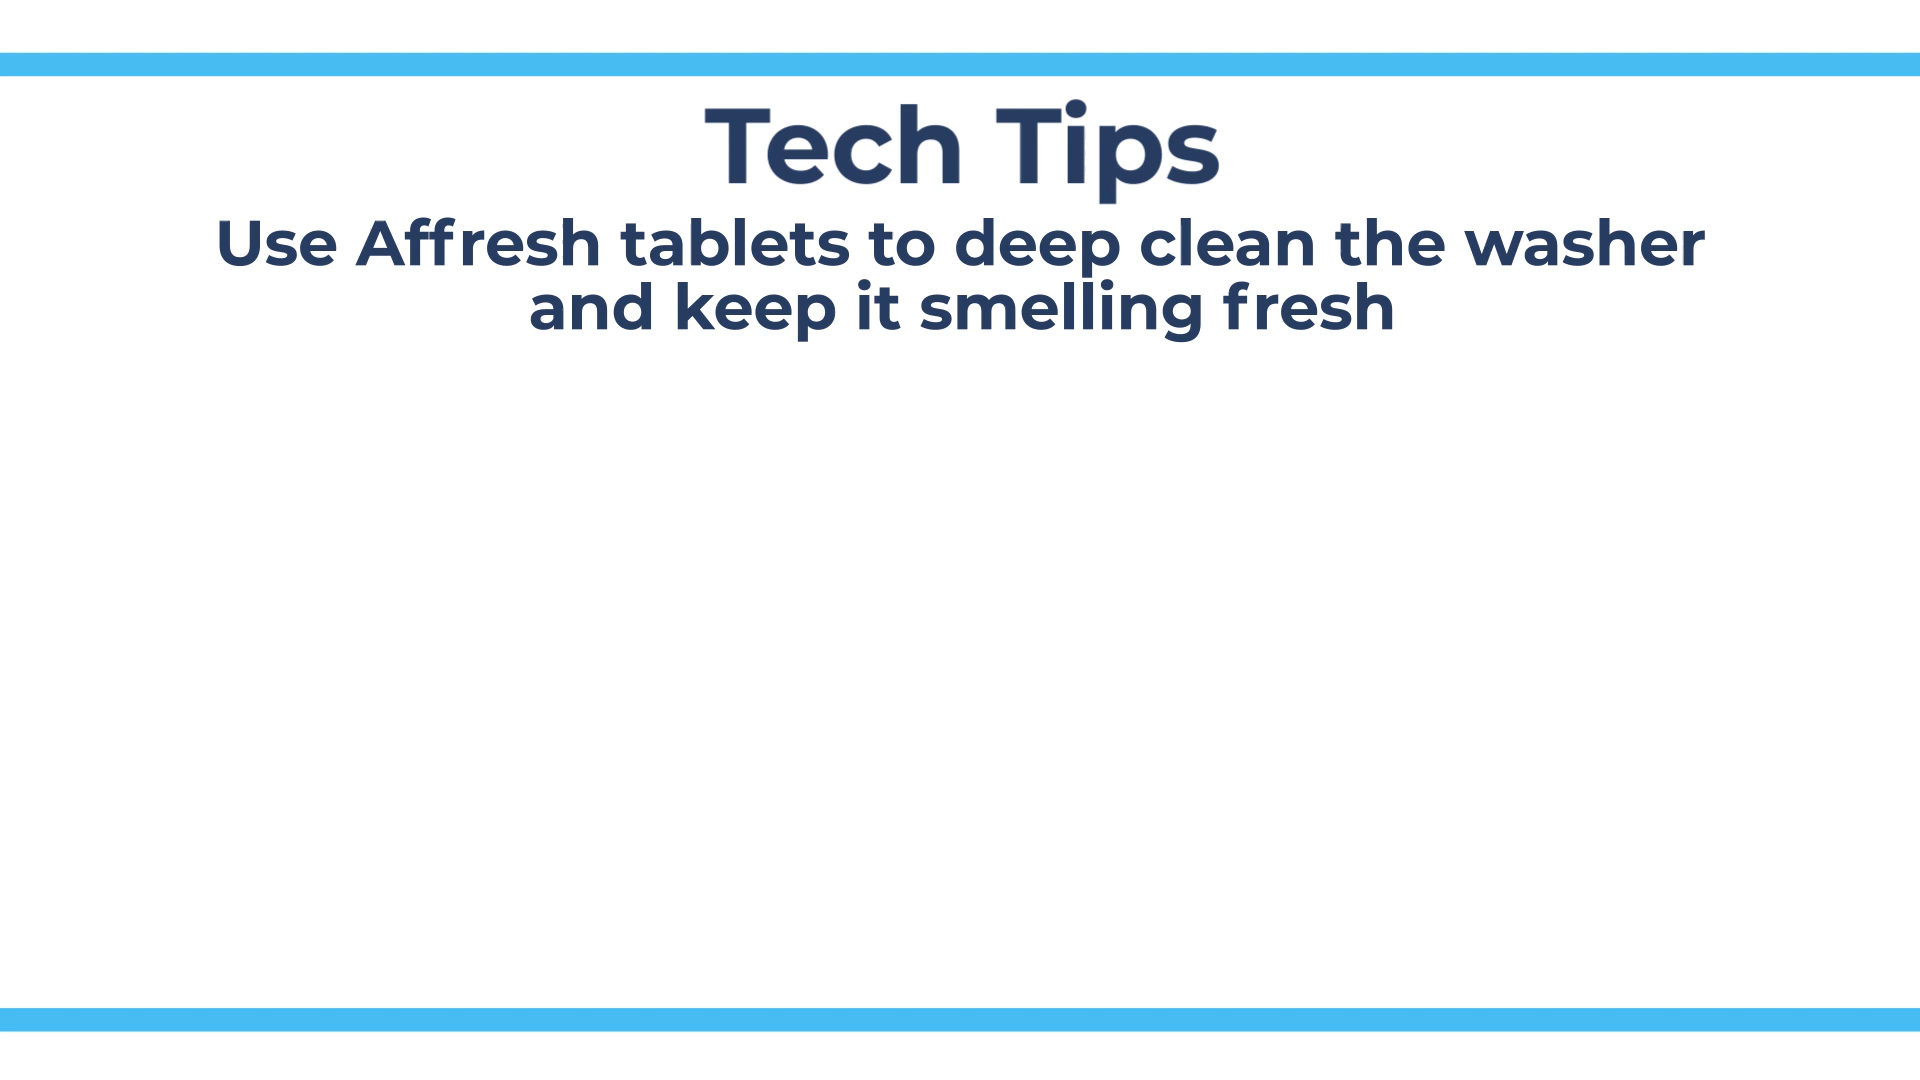 Tech Tips
Use Affresh tablets to deep clean the washer
and keep it smelling fresh